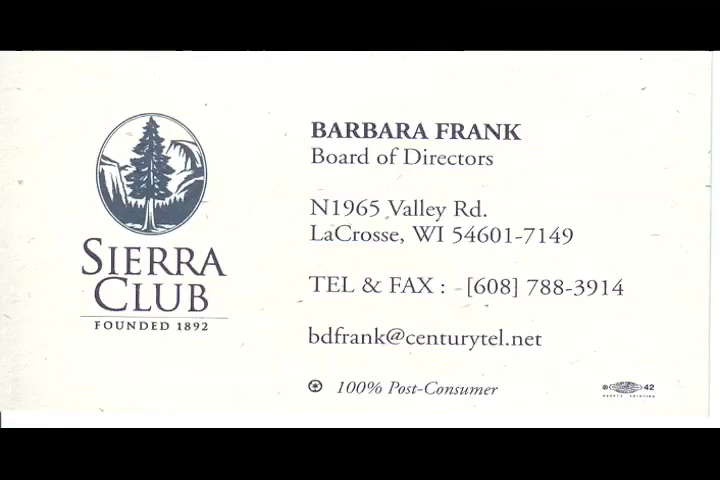 SIERRA
CLUB
FOUNDED 1892
BARBARA FRANK
Board of Directors
N1965 Valley Rd.
LaCrosse, WI 54601-7149
TEL & FAX : [608] 788-3914
bdfrank@centurytel.net
100% Post-Consumer
42